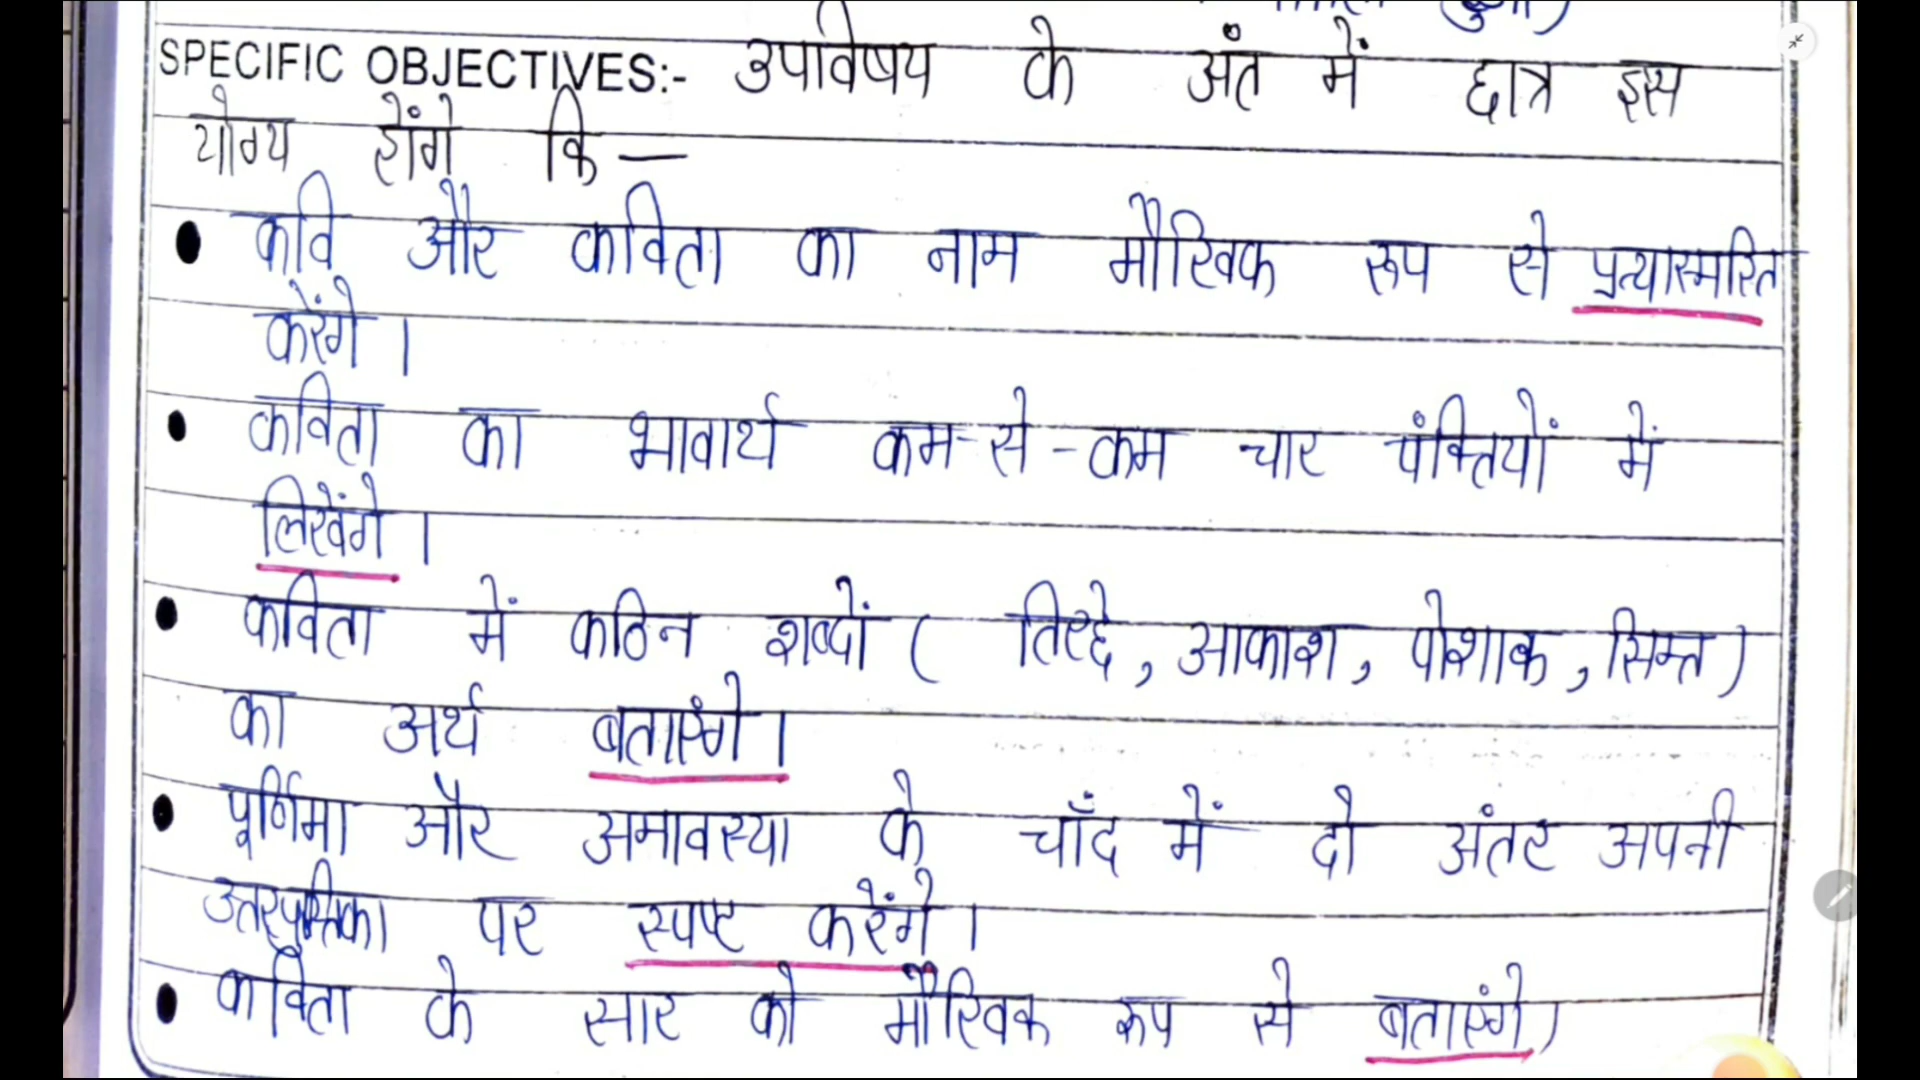 SPECIFIC OBJECTIVES:- उपविषय के अंत में छात्र इस
योग्य होंगे कि —
• कवि और कविता का नाम मौखिक रूप से प्रत्यास्मरित
करेंगे ।
• कविता का भावार्थ कम-से-कम चार पंक्तियों में
लिखेंगे ।
• कविता में कठिन शब्दों ( तिरछे, आकाश, पोशाक, सिम्त)
का अर्थ बताएंगे ।
• पूर्णिमा और अमावस्या के चाँद में दो अंतर अपनी
उत्तरपुस्तिका पर स्पष्ट करेंगे ।
• कविता के सार को मौखिक रूप से बताएंगे ।